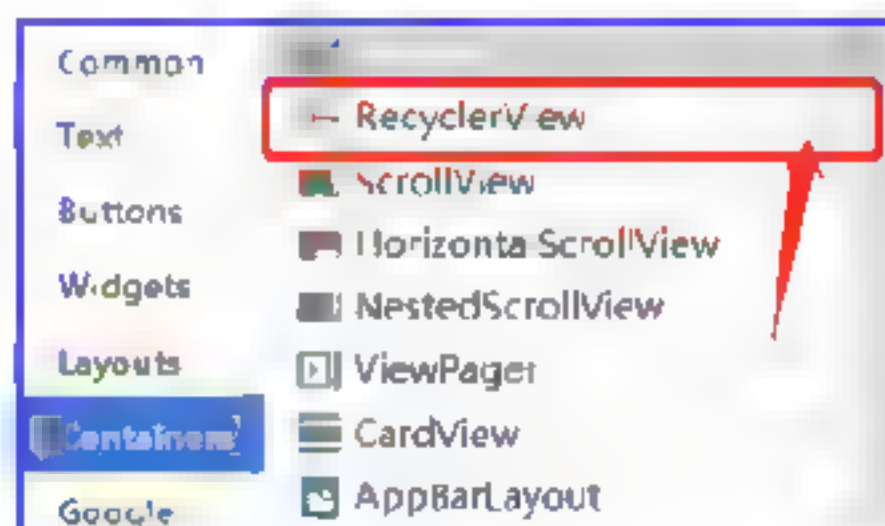 Common
Text
Buttons
Widgets
Layouts
Containers
Google
RecyclerView
ScrollView
HorizontalScrollView
NestedScrollView
ViewPager
CardView
AppBarLayout